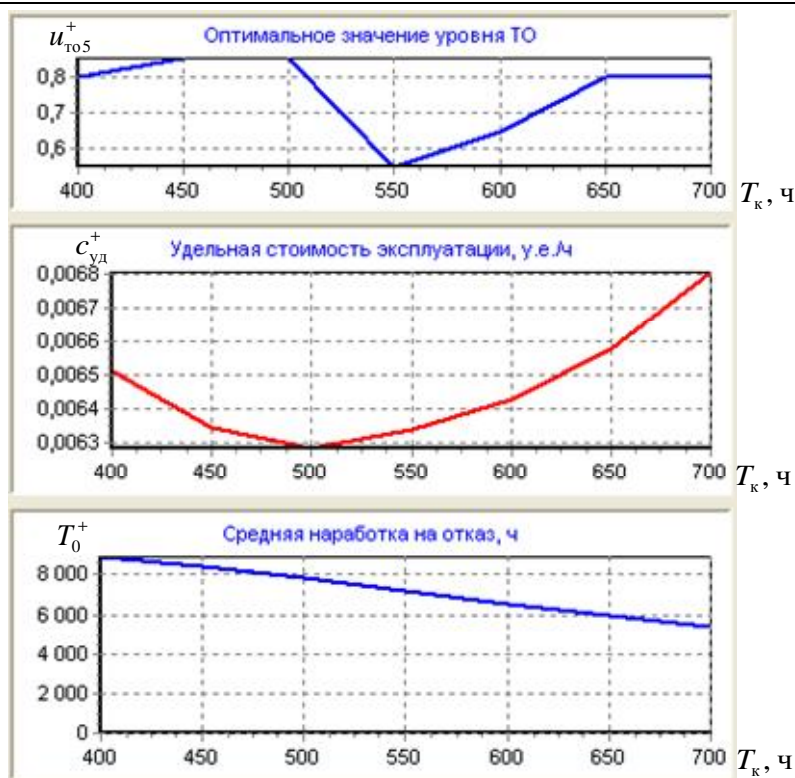 u⁺ₜₒ₅ Оптимальное значение уровня ТО
0,8
0,7
0,6
400 450 500 550 600 650 700 Tк, ч
c⁺уд Удельная стоимость эксплуатации, у.е./ч
0,0068
0,0067
0,0066
0,0065
0,0064
0,0063
400 450 500 550 600 650 700 Tк, ч
T₀⁺ Средняя наработка на отказ, ч
8 000
6 000
4 000
2 000
0
400 450 500 550 600 650 700 Tк, ч